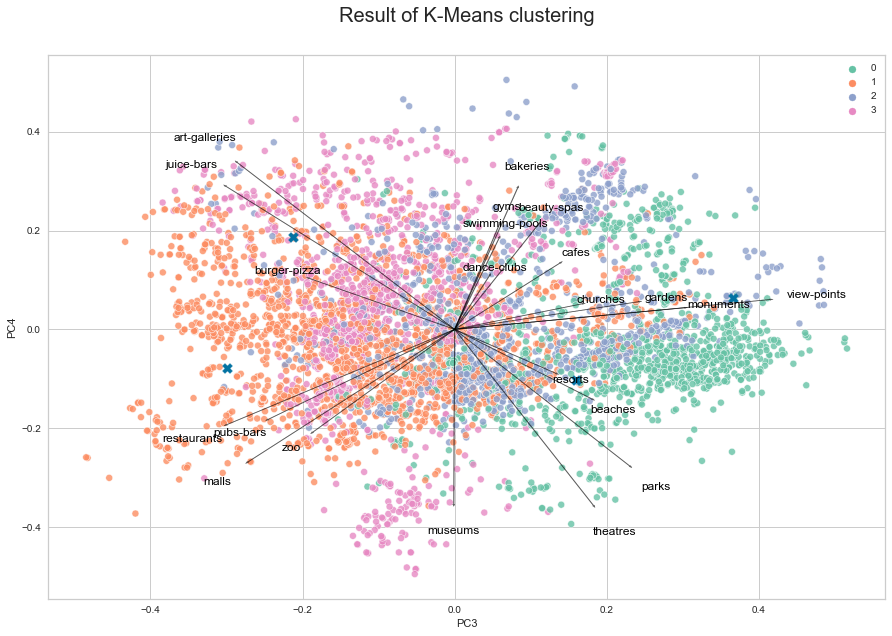 Result of K-Means clustering
0
1
2
3
art-galleries
juice-bars
bakeries
gyms
beauty-spas
swimming-pools
cafes
burger-pizza
dance-clubs
churches
gardens
monuments
view-points
resorts
beaches
restaurants
pubs-bars
zoo
malls
parks
museums
theatres
0.4
0.2
0.0
−0.2
−0.4
PC4
−0.4
−0.2
0.0
0.2
0.4
PC3